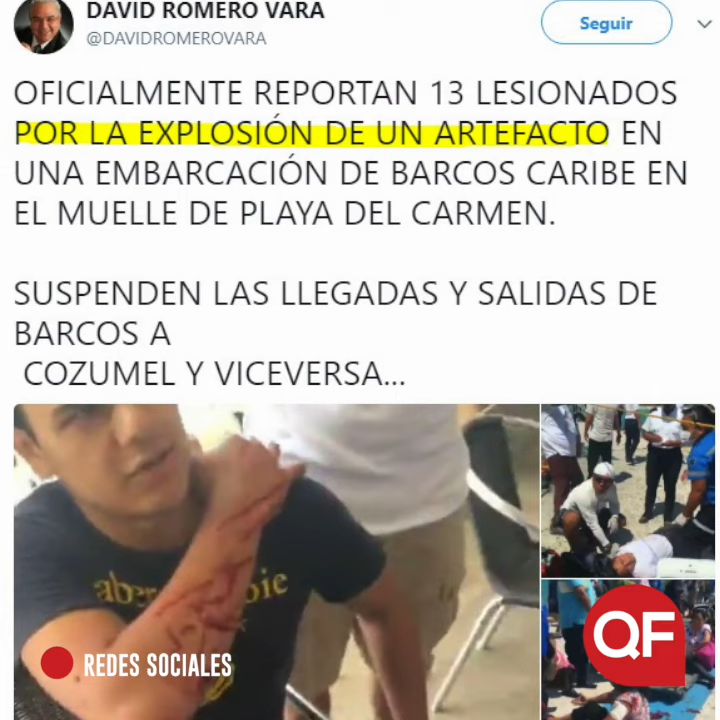 DAVID ROMERO VARA
@DAVIDROMEROVARA
Seguir
OFICIALMENTE REPORTAN 13 LESIONADOS
POR LA EXPLOSIÓN DE UN ARTEFACTO EN
UNA EMBARCACIÓN DE BARCOS CARIBE EN
EL MUELLE DE PLAYA DEL CARMEN.
SUSPENDEN LAS LLEGADAS Y SALIDAS DE
BARCOS A
COZUMEL Y VICEVERSA...
REDES SOCIALES
QF